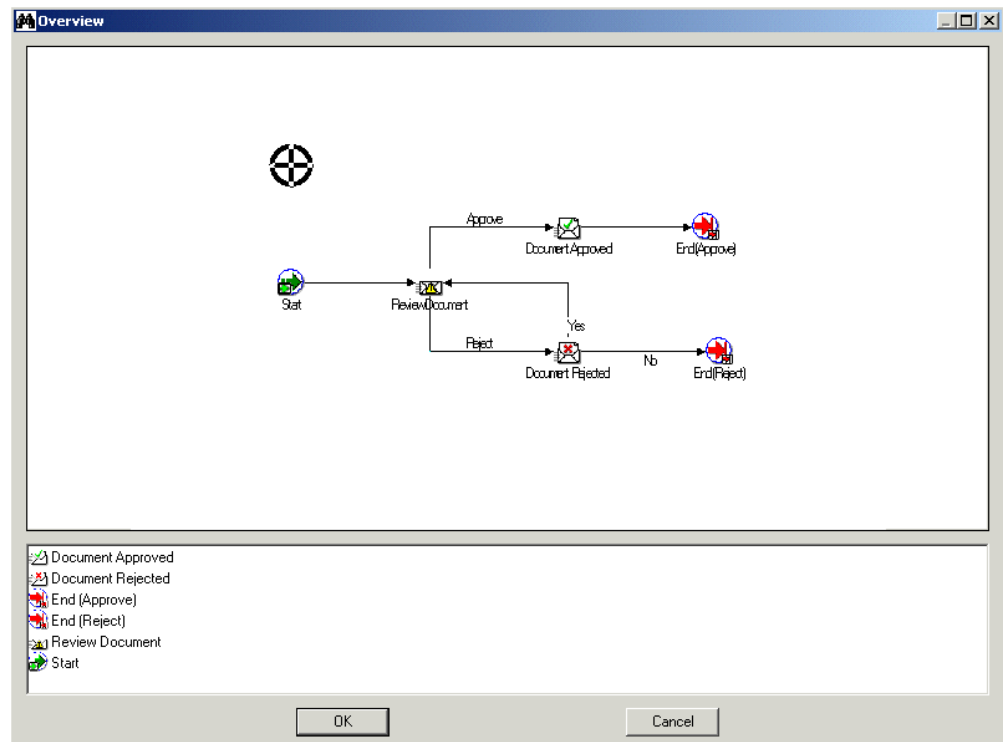 Overview
Approve
Document Approved
End(Approve)
Start
Review Document
Yes
Reject
No
Document Rejected
End(Reject)
Document Approved
Document Rejected
End (Approve)
End (Reject)
Review Document
Start
OK
Cancel